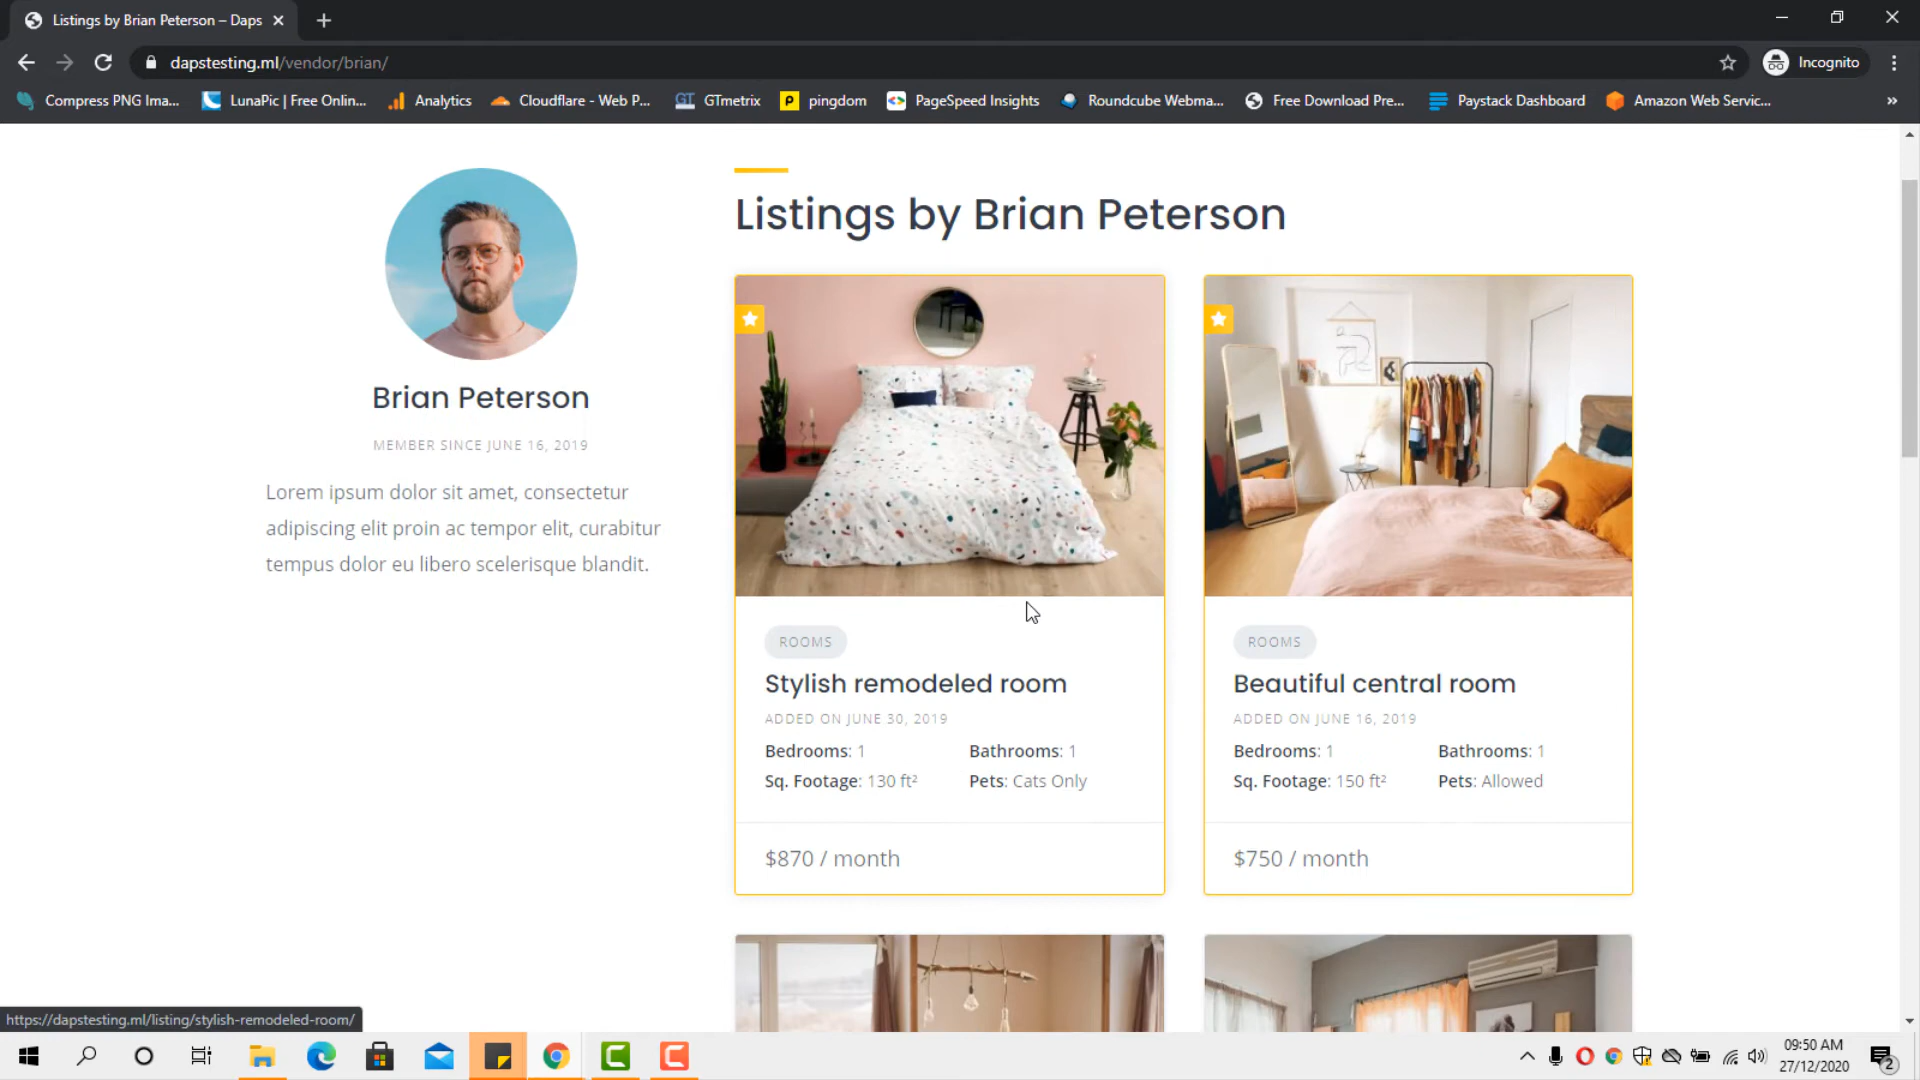 Listings by Brian Peterson – Daps
dapstesting.ml/vendor/brian/
Incognito
Compress PNG Ima...
LunaPic | Free Onlin...
Analytics
Cloudflare - Web P...
GTmetrix
pingdom
PageSpeed Insights
Roundcube Webma...
Free Download Pre...
Paystack Dashboard
Amazon Web Servic...
»
Brian Peterson
MEMBER SINCE JUNE 16, 2019
Lorem ipsum dolor sit amet, consectetur
adipiscing elit proin ac tempor elit, curabitur
tempus dolor eu libero scelerisque blandit.
Listings by Brian Peterson
ROOMS
Stylish remodeled room
ADDED ON JUNE 30, 2019
Bedrooms: 1
Bathrooms: 1
Sq. Footage: 130 ft²
Pets: Cats Only
$870 / month
ROOMS
Beautiful central room
ADDED ON JUNE 16, 2019
Bedrooms: 1
Bathrooms: 1
Sq. Footage: 150 ft²
Pets: Allowed
$750 / month
https://dapstesting.ml/listing/stylish-remodeled-room/
09:50 AM
27/12/2020
2